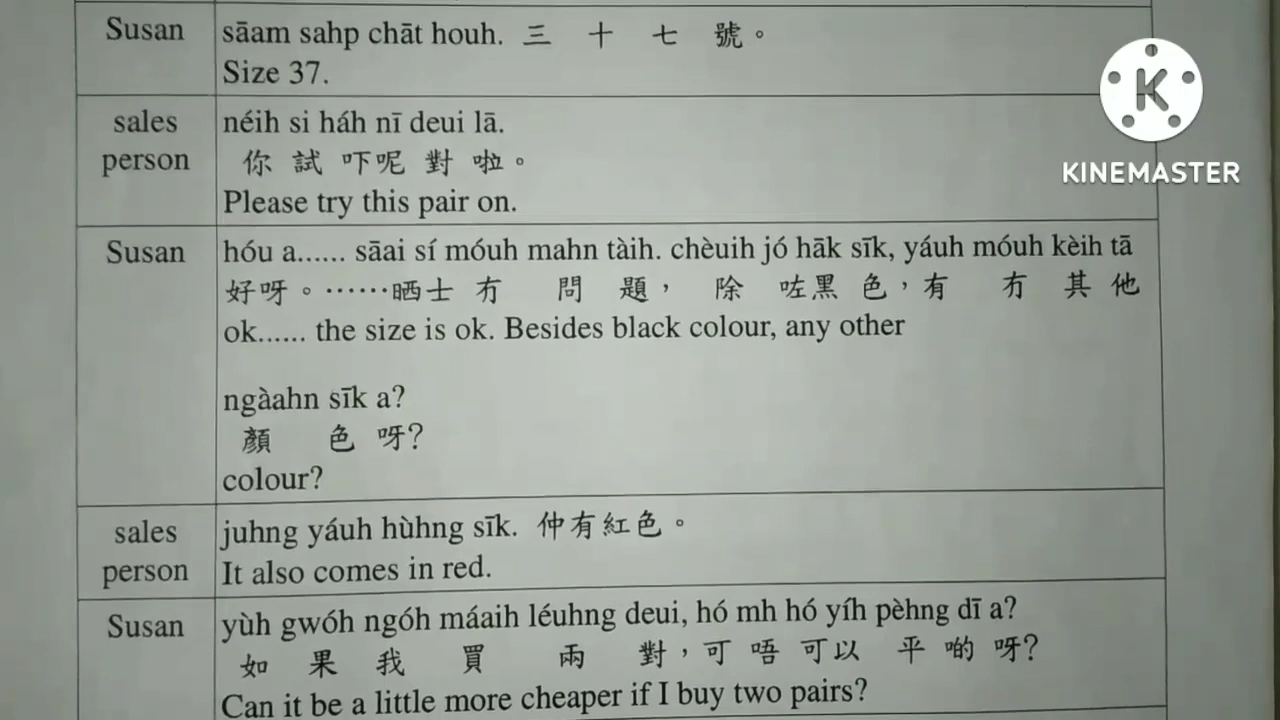 Susan
sāam sahp chāt houh. 三 十 七 號。
Size 37.
sales
person
néih si háh nī deui lā.
你 試 吓呢 對 啦。
Please try this pair on.
Susan
hóu a...... sāai sí móuh mahn tàih. chèuih jó hāk sīk, yáuh móuh kèih tā
好呀。⋯⋯晒士 冇 問 題, 除 咗黑 色,有 冇 其 他
ok...... the size is ok. Besides black colour, any other
ngàahn sīk a?
顏 色 呀?
colour?
sales
person
juhng yáuh hùhng sīk. 仲有紅色。
It also comes in red.
Susan
yùh gwóh ngóh máaih léuhng deui, hó mh hó yíh pèhng dī a?
如 果 我 買 兩 對,可 唔 可以 平 啲 呀?
Can it be a little more cheaper if I buy two pairs?
K
KINEMASTER